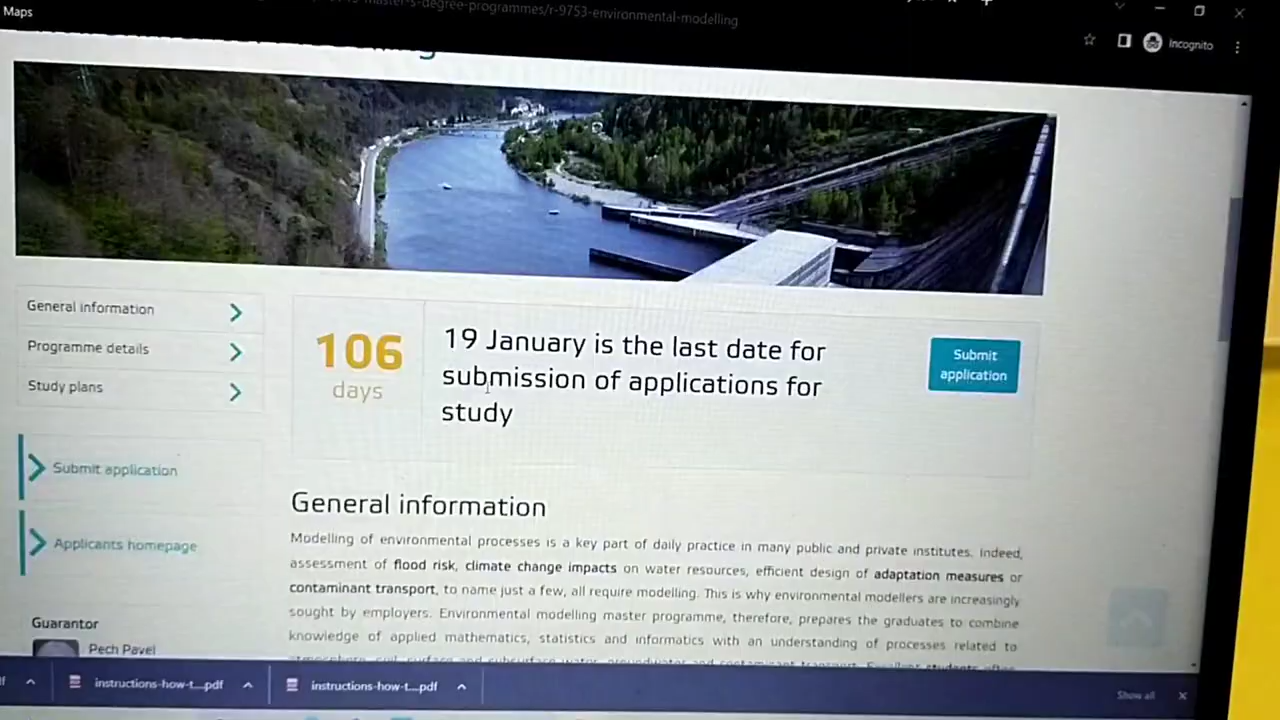 Maps
master-s-degree-programmes/r-9753-environmental-modelling
Incognito
General information
Programme details
Study plans
106
days
19 January is the last date for
submission of applications for
study
Submit
application
Submit application
Applicants homepage
Guarantor
Pech Pavel
General information
Modelling of environmental processes is a key part of daily practice in many public and private institutes. Indeed,
assessment of flood risk, climate change impacts on water resources, efficient design of adaptation measures or
contaminant transport, to name just a few, all require modelling. This is why environmental modellers are increasingly
sought by employers. Environmental modelling master programme, therefore, prepares the graduates to combine
knowledge of applied mathematics, statistics and informatics with an understanding of processes related to
instructions-how-t....pdf
instructions-how-t....pdf
Show all